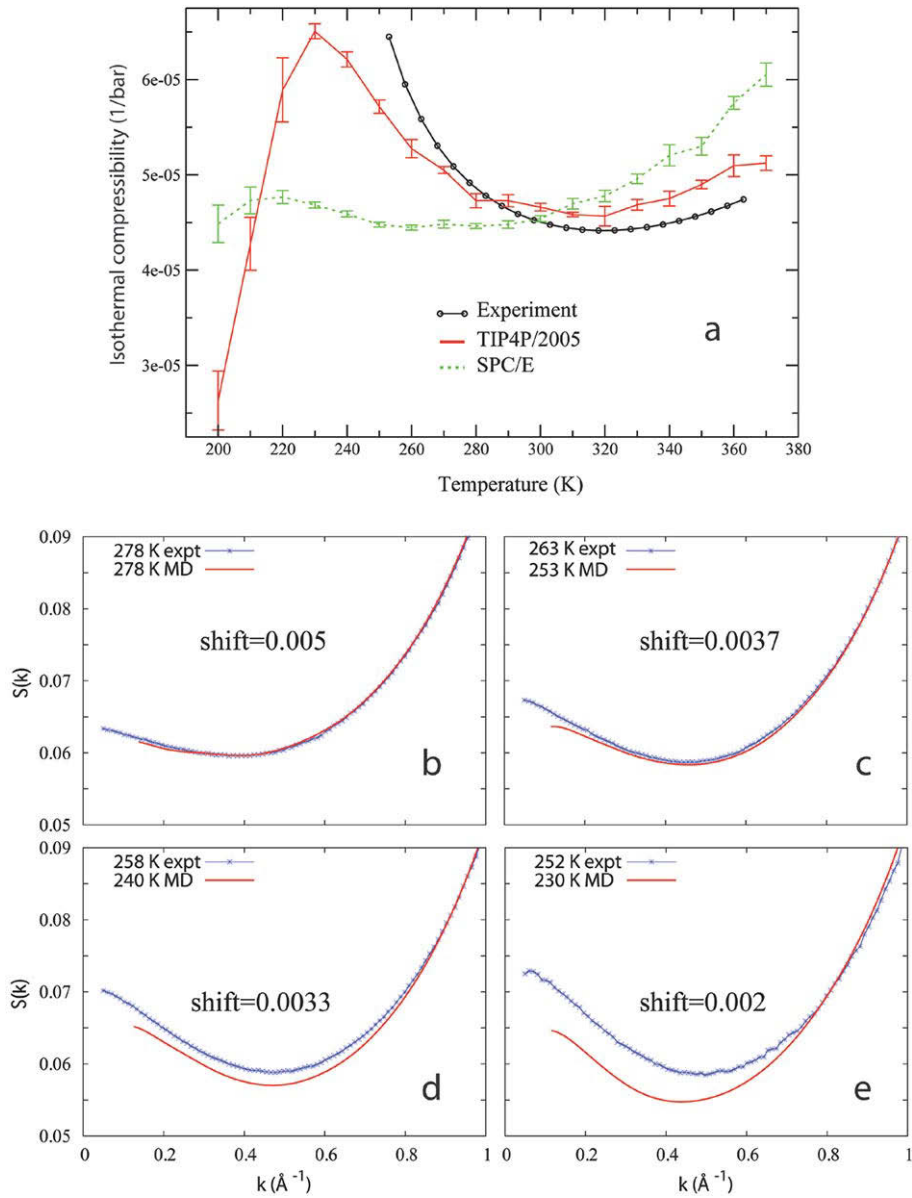 Isothermal compressibility (1/bar)
6e-05
5e-05
4e-05
3e-05
Experiment
TIP4P/2005
SPC/E
a
200 220 240 260 280 300 320 340 360 380
Temperature (K)
0.09
0.08
0.07
0.06
0.05
S(k)
278 K expt
278 K MD
shift=0.005
b
263 K expt
253 K MD
shift=0.0037
c
0.09
0.08
0.07
0.06
0.05
S(k)
258 K expt
240 K MD
shift=0.0033
d
252 K expt
230 K MD
shift=0.002
e
0 0.2 0.4 0.6 0.8 1 0 0.2 0.4 0.6 0.8 1
k (Å⁻¹) k (Å⁻¹)